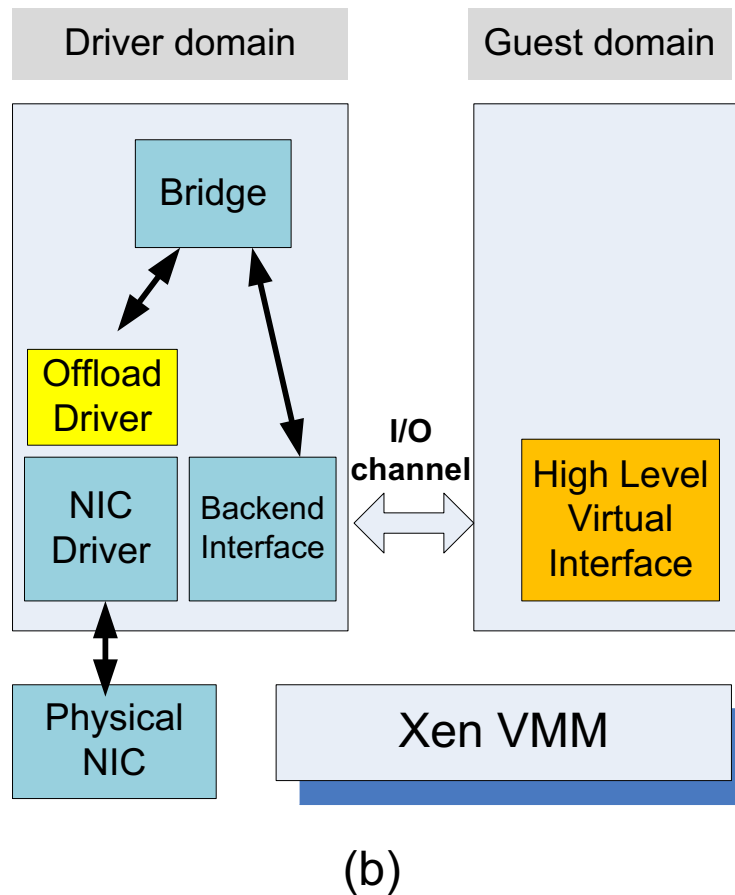 Driver domain
Guest domain
Bridge
Offload
Driver
I/O
channel
NIC
Driver
Backend
Interface
High Level
Virtual
Interface
Physical
NIC
Xen VMM
(b)